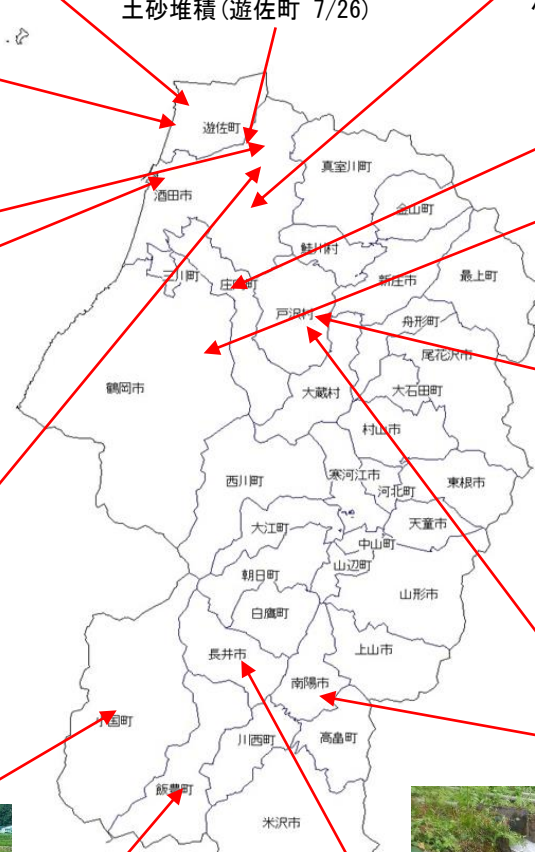 土砂堆積(遊佐町 7/26)
遊佐町
真室川町
酒田市
金山町
鮭川村
三川町
庄内町
新庄市
最上町
戸沢村
舟形町
尾花沢市
鶴岡市
大蔵村
大石田町
村山市
西川町
寒河江市
河北町
東根市
大江町
天童市
中山町
山辺町
朝日町
山形市
白鷹町
長井市
上山市
南陽市
小国町
川西町
高畠町
飯豊町
米沢市